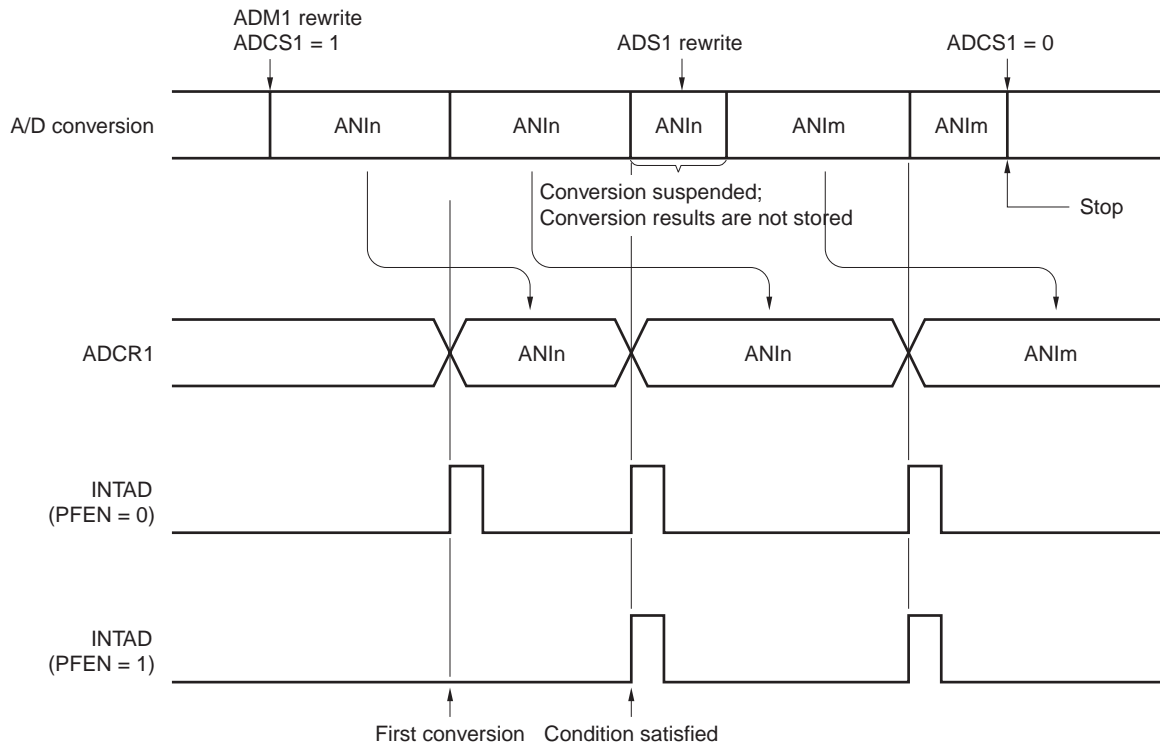 ADM1 rewrite
ADCS1 = 1
ADS1 rewrite
ADCS1 = 0
A/D conversion
ANIn
ANIn
ANIn
ANIm
ANIm
Conversion suspended;
Conversion results are not stored
Stop
ADCR1
ANIn
ANIn
ANIm
INTAD
(PFEN = 0)
INTAD
(PFEN = 1)
First conversion
Condition satisfied